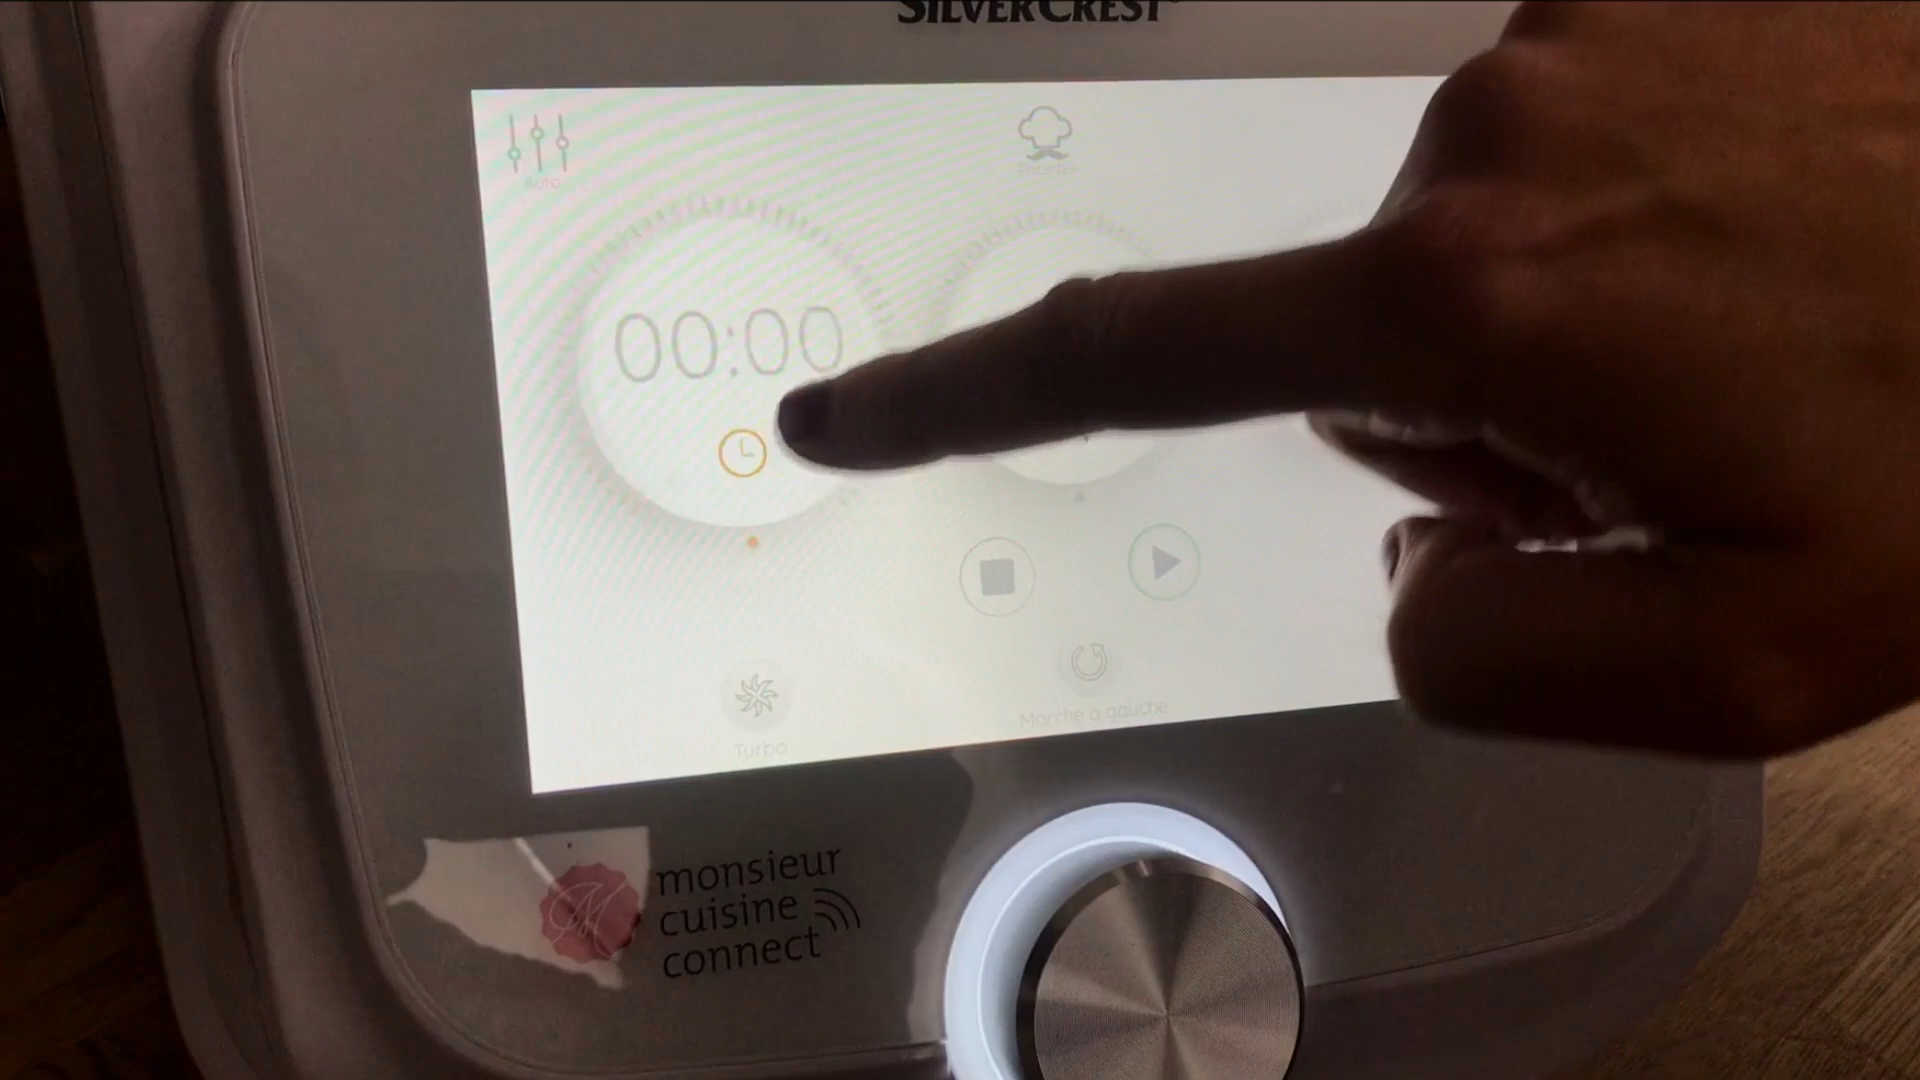 SILVERCREST®
Auto
Recettes
00:00
Turbo
Marche à gauche
monsieur
cuisine
connect